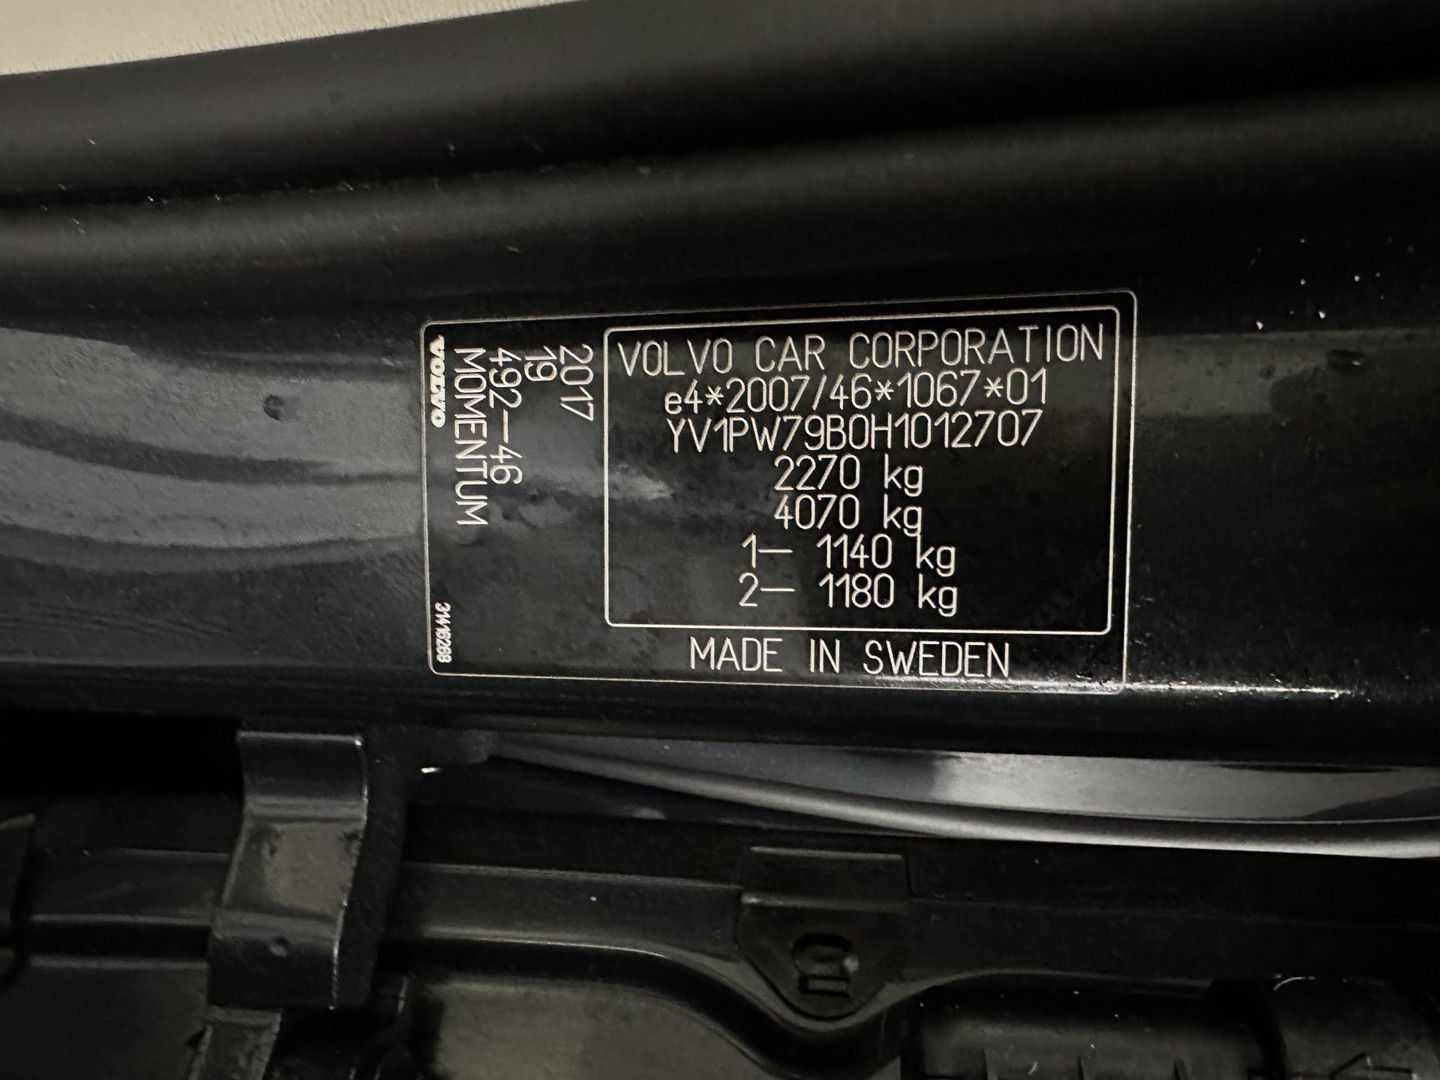 VOLVO CAR CORPORATION
e4*2007/46*1067*01
YV1PW79B0H1012707
2270 kg
4070 kg
1— 1140 kg
2— 1180 kg
MADE IN SWEDEN
2017
19
492—46
MOMENTUM
VOLVO
31416268